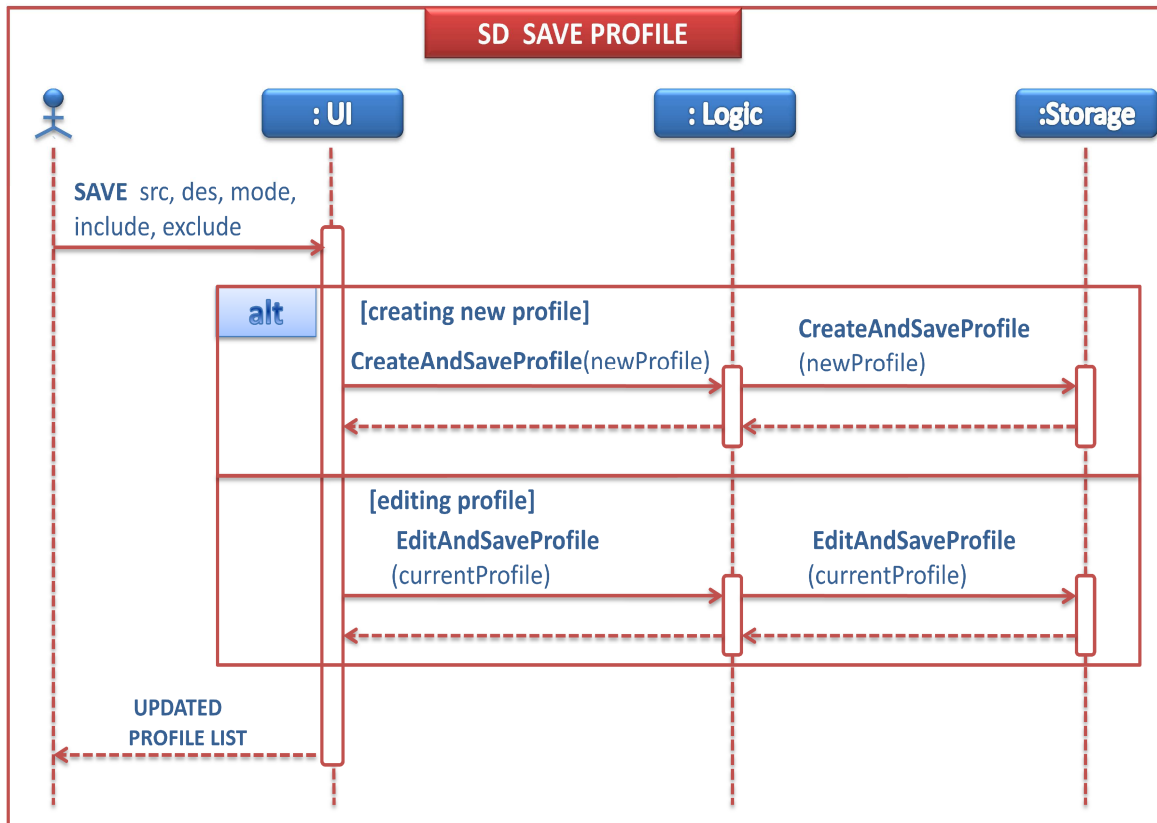 SD SAVE PROFILE
: UI
: Logic
:Storage
SAVE src, des, mode,
include, exclude
alt
[creating new profile]
CreateAndSaveProfile(newProfile)
CreateAndSaveProfile
(newProfile)
[editing profile]
EditAndSaveProfile
(currentProfile)
EditAndSaveProfile
(currentProfile)
UPDATED
PROFILE LIST